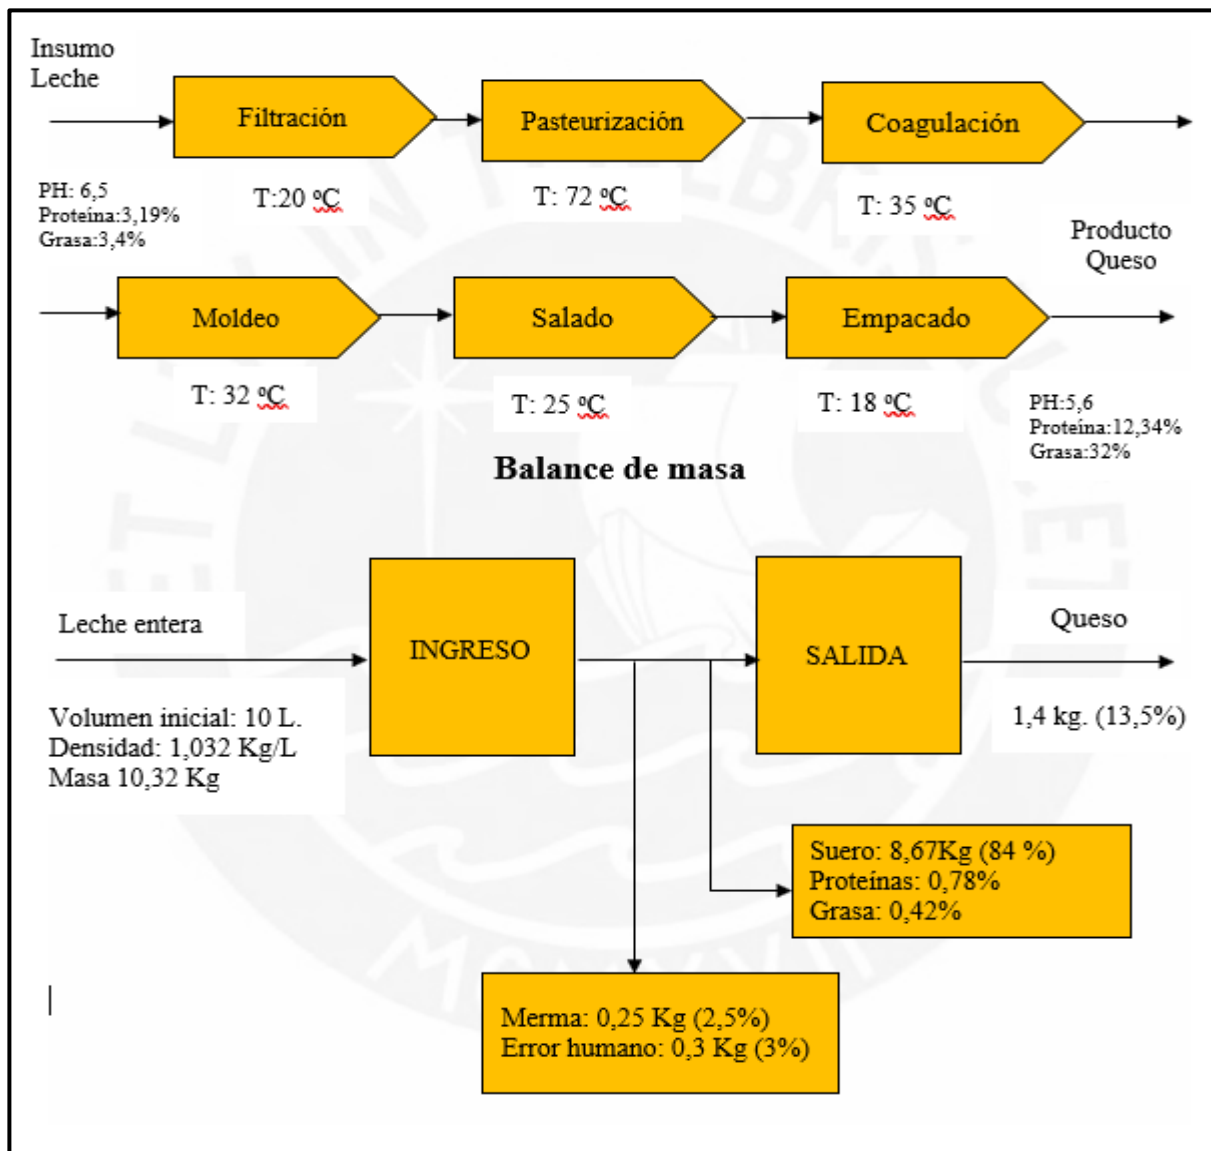 Insumo
Leche
Filtración
Pasteurización
Coagulación
PH: 6,5
Proteína:3,19%
Grasa:3,4%
T:20 ºC
T: 72 ºC
T: 35 ºC
Producto
Queso
Moldeo
Salado
Empacado
T: 32 ºC
T: 25 ºC
T: 18 ºC
PH:5,6
Proteína:12,34%
Grasa:32%
Balance de masa
Leche entera
INGRESO
SALIDA
Queso
Volumen inicial: 10 L.
Densidad: 1,032 Kg/L
Masa 10,32 Kg
1,4 kg. (13,5%)
Suero: 8,67Kg (84 %)
Proteínas: 0,78%
Grasa: 0,42%
Merma: 0,25 Kg (2,5%)
Error humano: 0,3 Kg (3%)